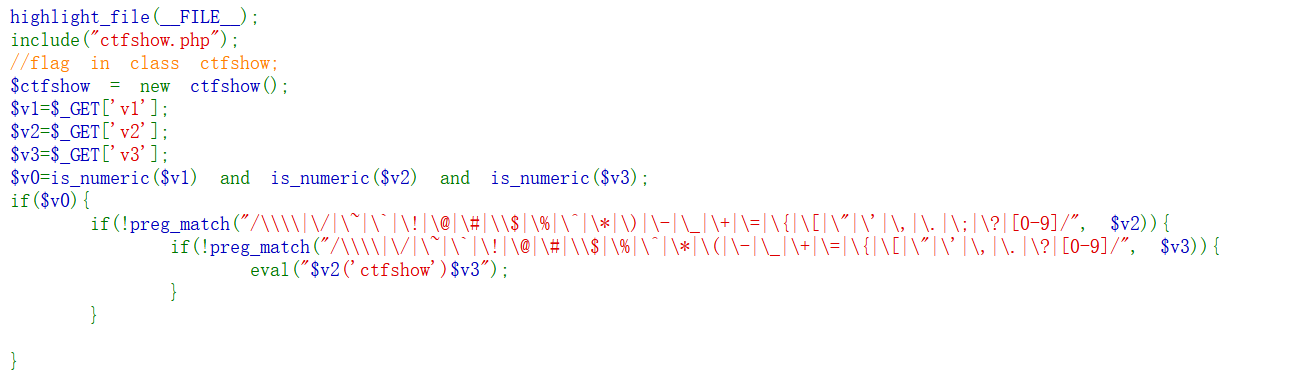 highlight_file(__FILE__);
include("ctfshow.php");
//flag in class ctfshow;
$ctfshow = new ctfshow();
$v1=$_GET['v1'];
$v2=$_GET['v2'];
$v3=$_GET['v3'];
$v0=is_numeric($v1) and is_numeric($v2) and is_numeric($v3);
if($v0){
if(!preg_match("/\\\\|\/|\~|\`|\!|\@|\#|\\$|\%|\^|\*|\)|\-|\_|\+|\=|\{|\[|\"|\'|\,|\.|\;|\?|[0-9]/", $v2)){
if(!preg_match("/\\\\|\/|\~|\`|\!|\@|\#|\\$|\%|\^|\*|\(|\-|\_|\+|\=|\{|\[|\"|\'|\,|\.|\?|[0-9]/", $v3)){
eval("$v2('ctfshow')$v3");
}
}
}